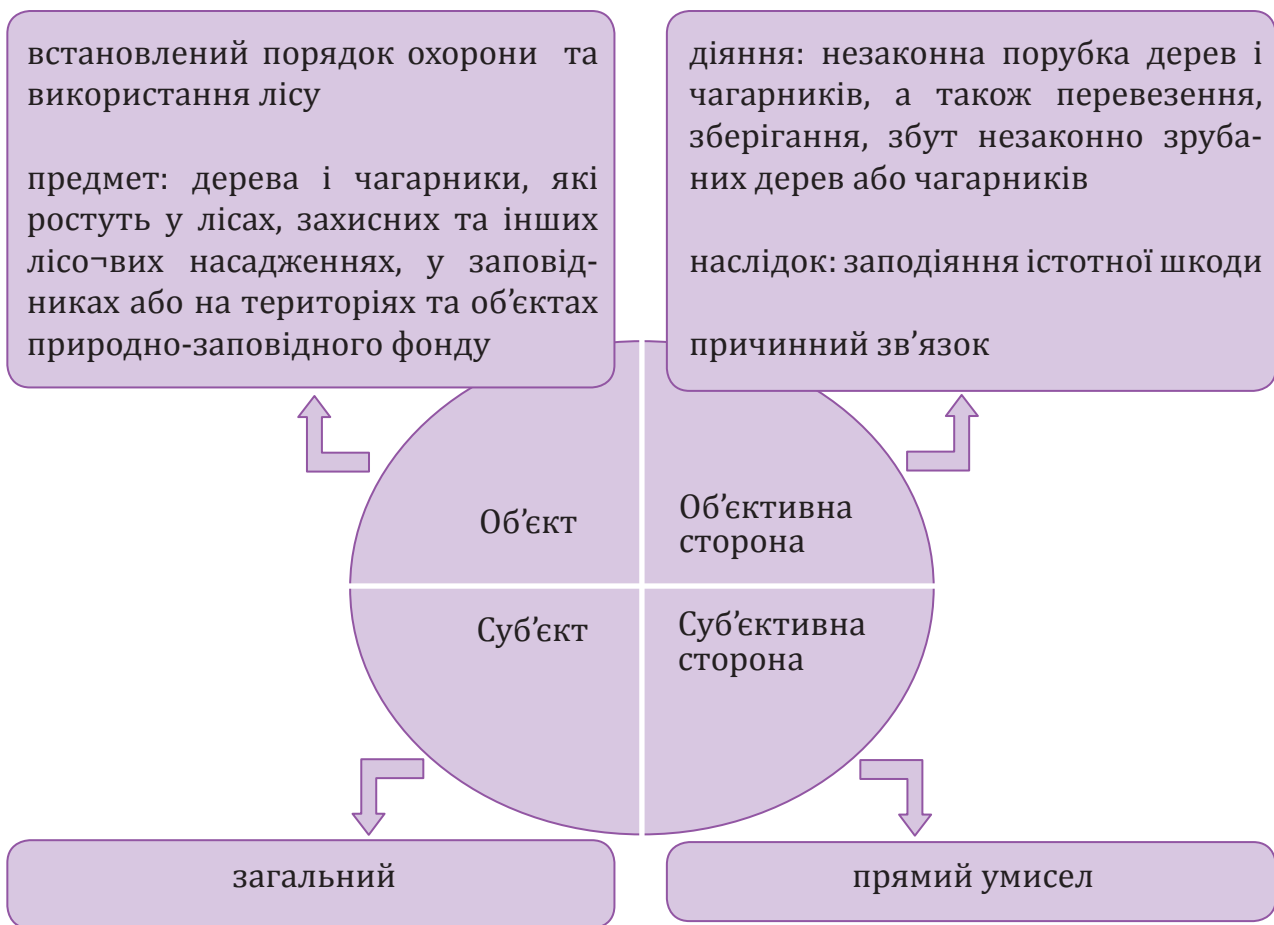 встановлений порядок охорони та
використання лісу
предмет: дерева і чагарники, які
ростуть у лісах, захисних та інших
лісо¬вих насадженнях, у заповід-
никах або на територіях та об’єктах
природно-заповідного фонду
діяння: незаконна порубка дерев і
чагарників, а також перевезення,
зберігання, збут незаконно зруба-
них дерев або чагарників
наслідок: заподіяння істотної шкоди
причинний зв’язок
Об’єкт
Об’єктивна
сторона
Суб’єкт
Суб’єктивна
сторона
загальний
прямий умисел